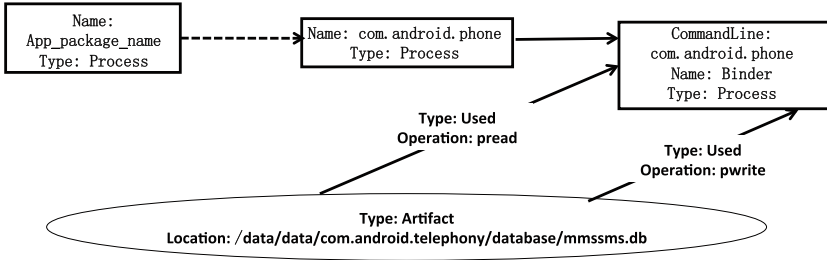 Name:
App_package_name
Type: Process
Name: com.android.phone
Type: Process
CommandLine:
com.android.phone
Name: Binder
Type: Process
Type: Used
Operation: pread
Type: Used
Operation: pwrite
Type: Artifact
Location: /data/data/com.android.telephony/database/mmssms.db